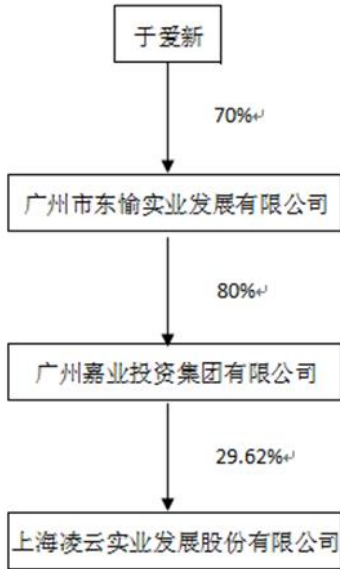 于爱新
70%↵
广州市东愉实业发展有限公司
80%↵
广州嘉业投资集团有限公司
29.62%↵
上海凌云实业发展股份有限公司